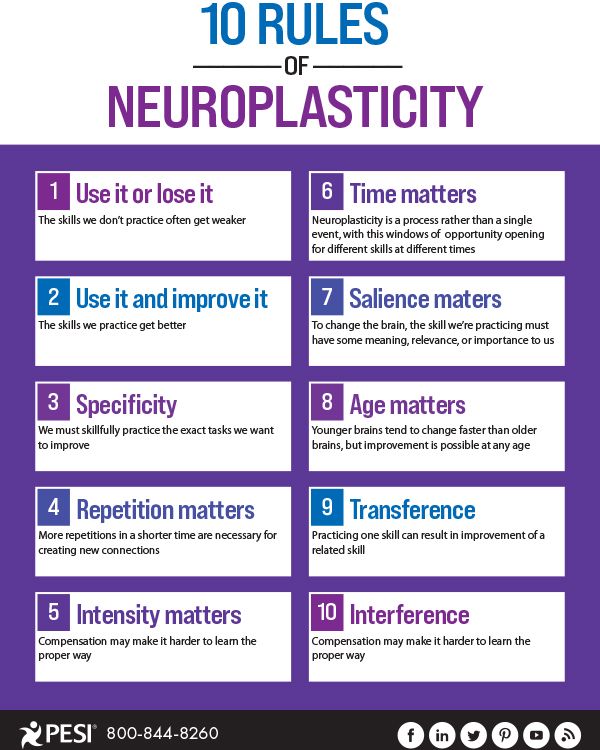 10 RULES
OF
NEUROPLASTICITY
1 Use it or lose it
The skills we don't practice often get weaker
2 Use it and improve it
The skills we practice get better
3 Specificity
We must skillfully practice the exact tasks we want
to improve
4 Repetition matters
More repetitions in a shorter time are necessary for
creating new connections
5 Intensity matters
Compensation may make it harder to learn the
proper way
6 Time matters
Neuroplasticity is a process rather than a single
event, with this windows of opportunity opening
for different skills at different times
7 Salience maters
To change the brain, the skill we're practicing must
have some meaning, relevance, or importance to us
8 Age matters
Younger brains tend to change faster than older
brains, but improvement is possible at any age
9 Transference
Practicing one skill can result in improvement of a
related skill
10 Interference
Compensation may make it harder to learn the
proper way
PESI® 800-844-8260